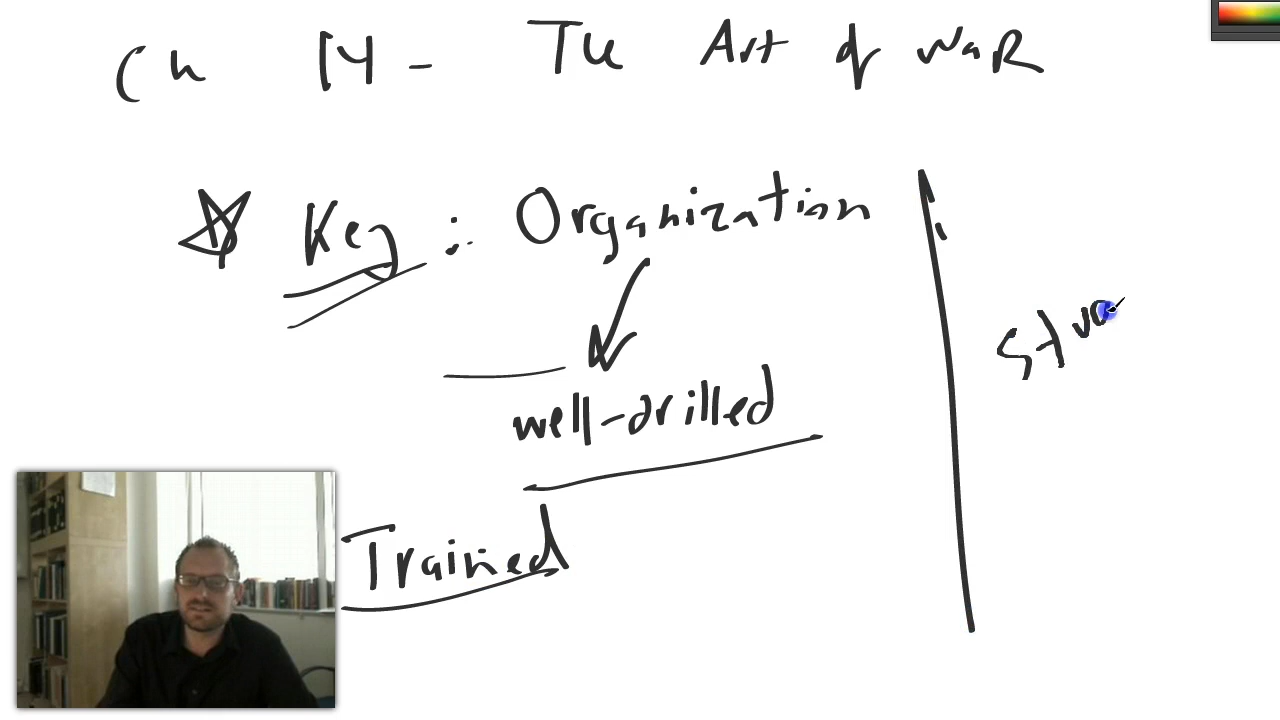 Ch 14 - The Art of War
Key: Organization
well-drilled
Trained